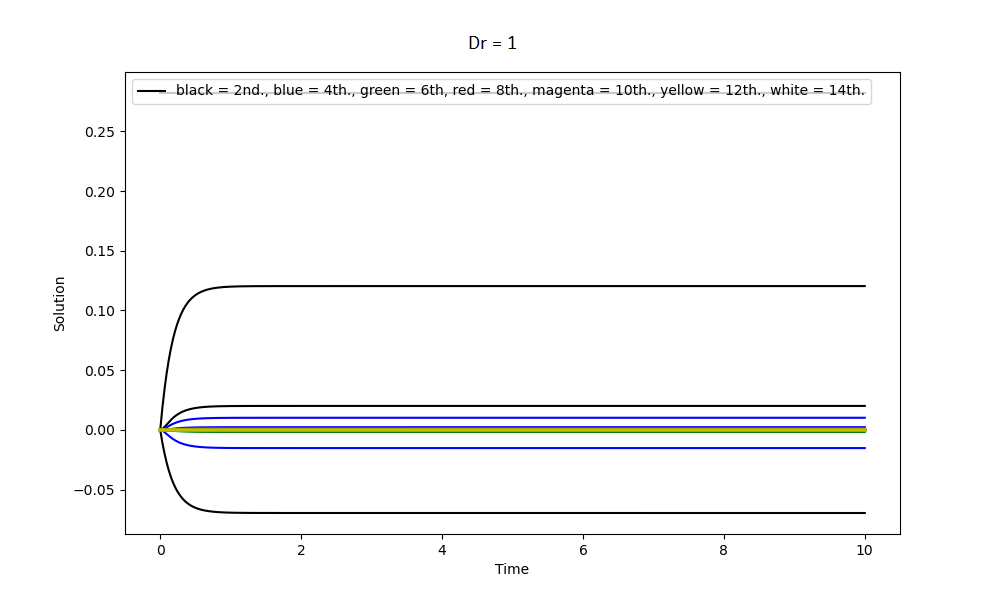 Dr = 1
black = 2nd., blue = 4th., green = 6th, red = 8th., magenta = 10th., yellow = 12th., white = 14th.
0.25
0.20
0.15
0.10
0.05
0.00
−0.05
Solution
0 2 4 6 8 10
Time